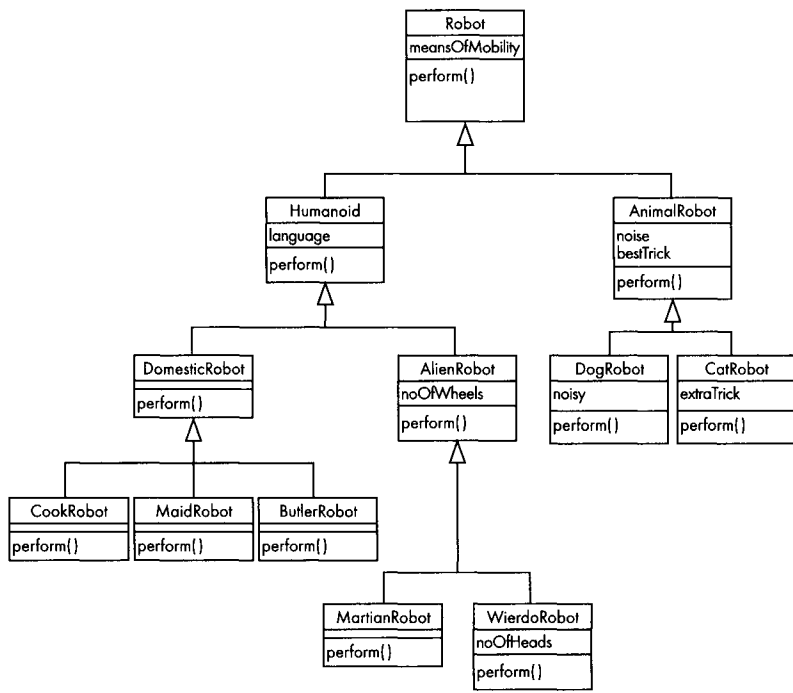 Robot
meansOfMobility
perform()
Humanoid
language
perform()
AnimalRobot
noise
bestTrick
perform()
DomesticRobot
perform()
AlienRobot
noOfWheels
perform()
DogRobot
noisy
perform()
CatRobot
extraTrick
perform()
CookRobot
perform()
MaidRobot
perform()
ButlerRobot
perform()
MartianRobot
perform()
WierdoRobot
noOfHeads
perform()